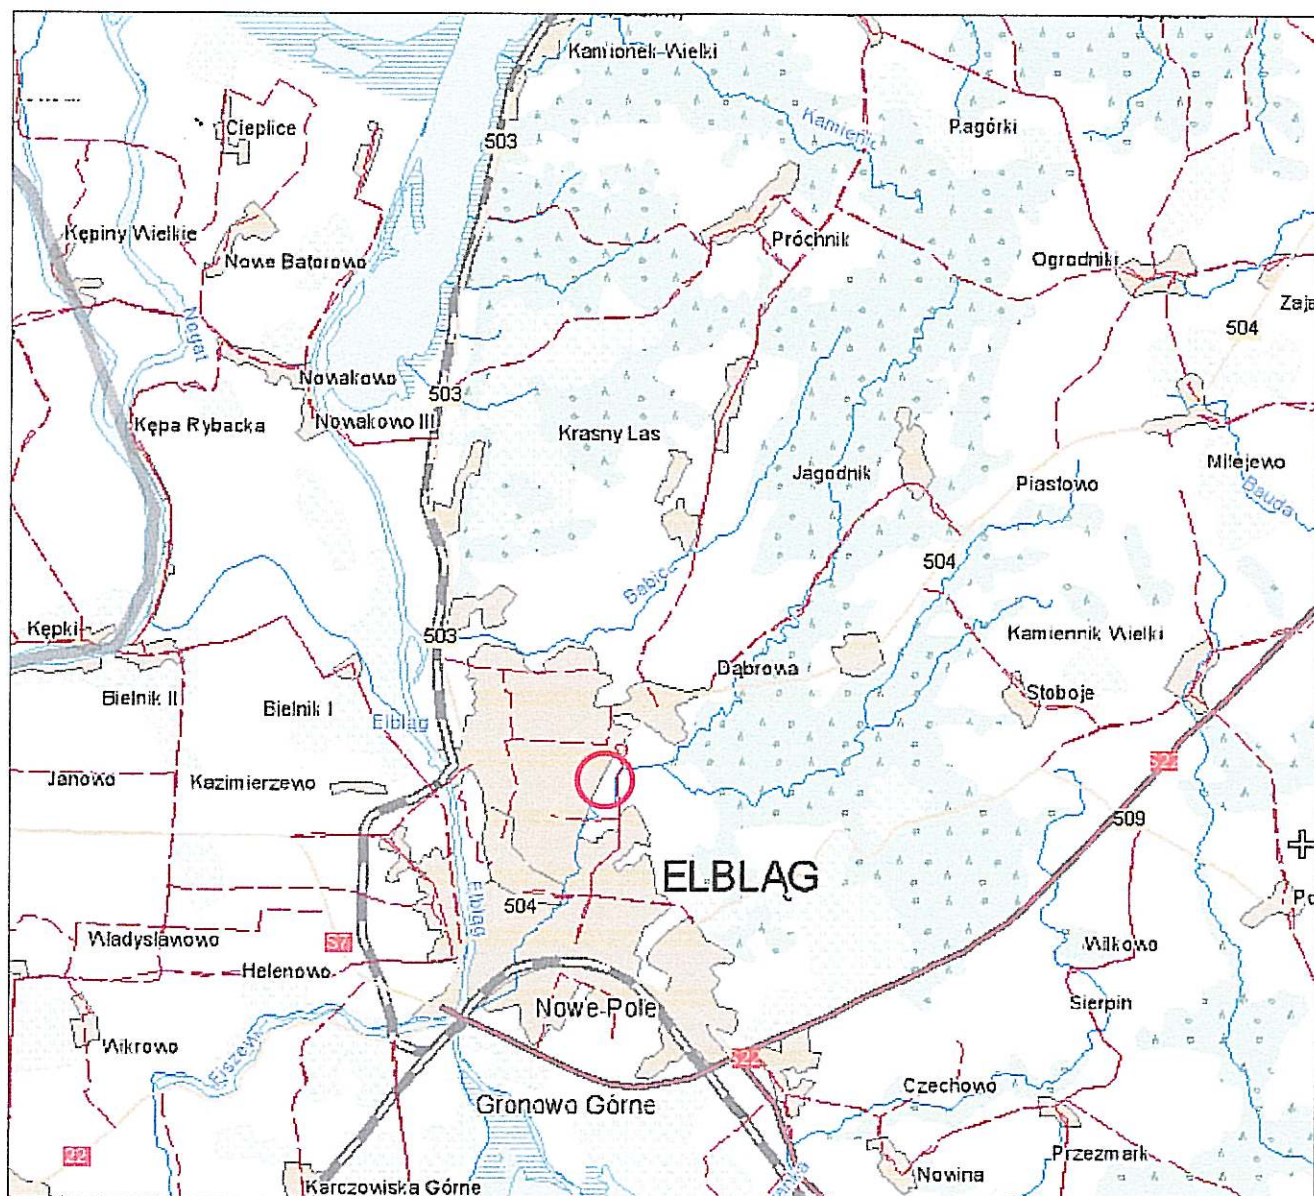 Kamionek-Wielki
Cieplice
503
Kamienic
Pagórki
Kępiny Wielkie
Nowe Batorowo
Próchnik
Ogrodniki
Zaja
504
Nogat
Nowakowo
503
Kępa Rybacka
Nowakowo III
Krasny Las
Jagodnik
Piastowo
Milejewo
Bauda
504
Babica
Kępki
503
Kamiennik Wielki
Dąbrowa
Stoboje
Bielnik II
Bielnik I
Elbląg
S22
Janowo
Kazimierzewo
509
ELBLĄG
Elbląg
504
Po
Władysławowo
S7
Helenowo
Wilkowo
Nowe-Pole
Sierpin
Wikrowo
S22
Czechowo
Gronowo Górne
22
Karczowiska Górne
Nowina
Przezmark